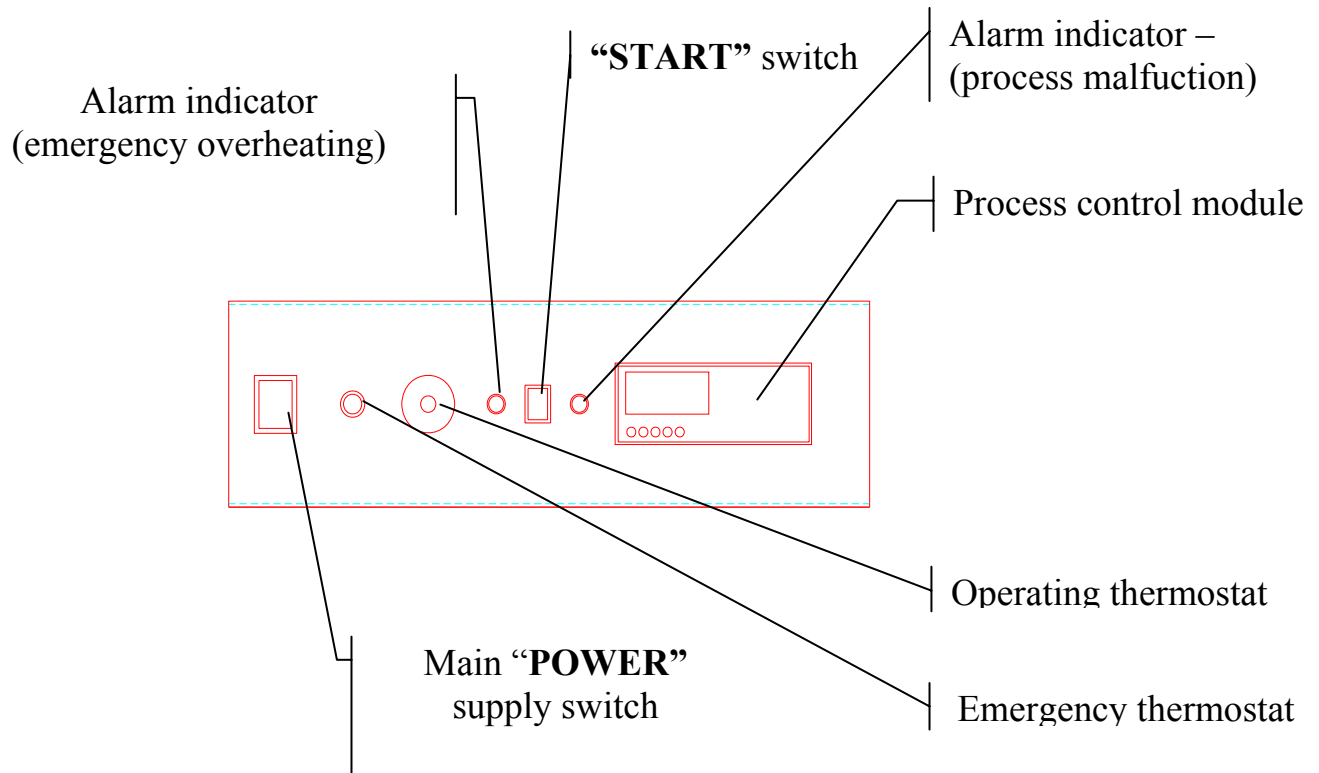 “START” switch
Alarm indicator –
(process malfuction)
Alarm indicator
(emergency overheating)
Process control module
Operating thermostat
Main “POWER”
supply switch
Emergency thermostat